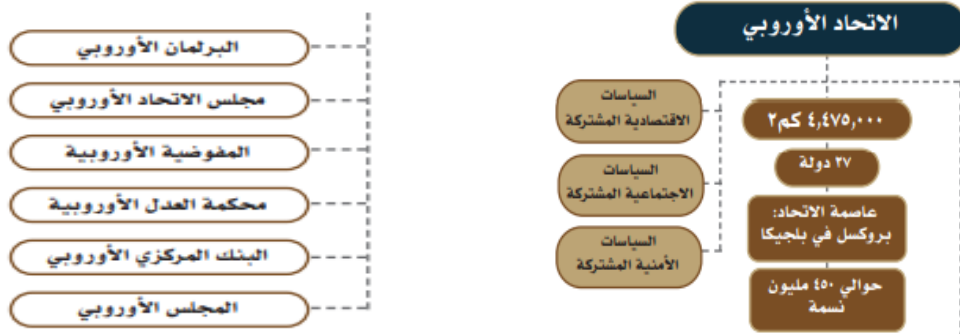 الاتحاد الأوروبي
٤,٤٧٥,٠٠٠ كم٢
٢٧ دولة
عاصمة الاتحاد:
بروكسل في بلجيكا
حوالي ٤٥٠ مليون
نسمة
السياسات
الاقتصادية المشتركة
السياسات
الاجتماعية المشتركة
السياسات
الأمنية المشتركة
البرلمان الأوروبي
مجلس الاتحاد الأوروبي
المفوضية الأوروبية
محكمة العدل الأوروبية
البنك المركزي الأوروبي
المجلس الأوروبي